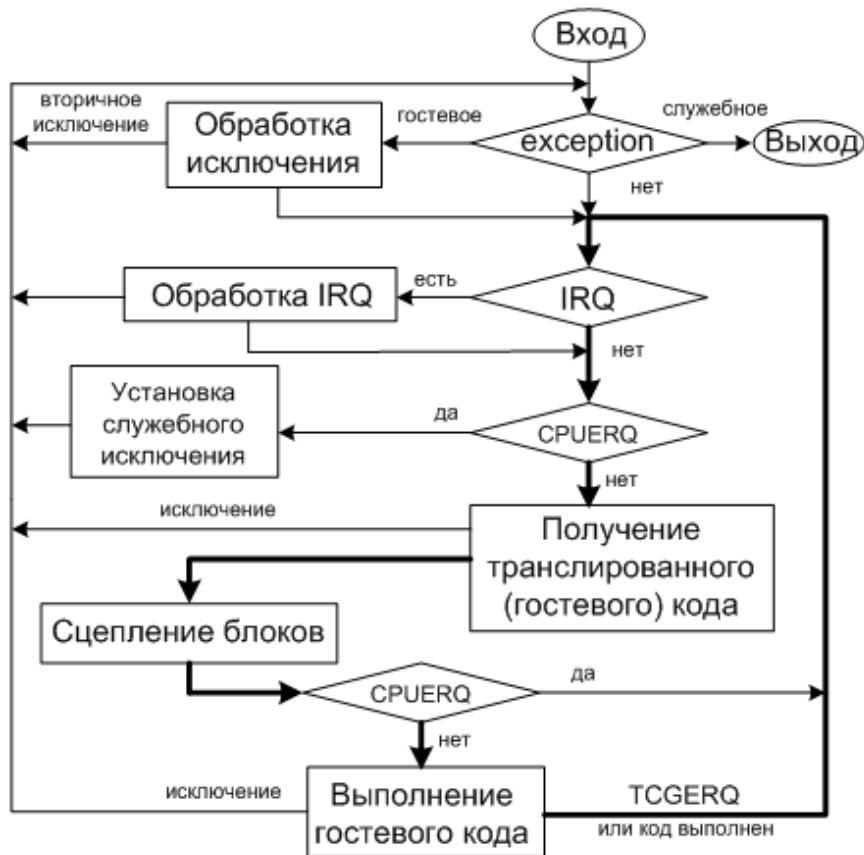 Вход
вторичное
исключение
Обработка
исключения
гостевое
exception
служебное
Выход
нет
Обработка IRQ
есть
IRQ
нет
Установка
служебного
исключения
да
CPUERQ
нет
исключение
Получение
транслированного
(гостевого) кода
Сцепление блоков
CPUERQ
да
нет
исключение
Выполнение
гостевого кода
TCGERQ
или код выполнен